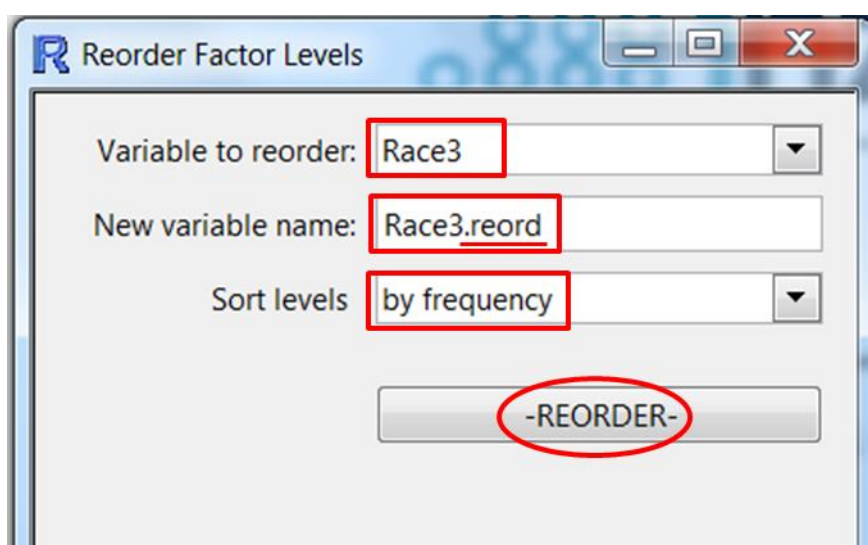 Reorder Factor Levels
Variable to reorder: Race3
New variable name: Race3.reord
Sort levels by frequency
-REORDER-